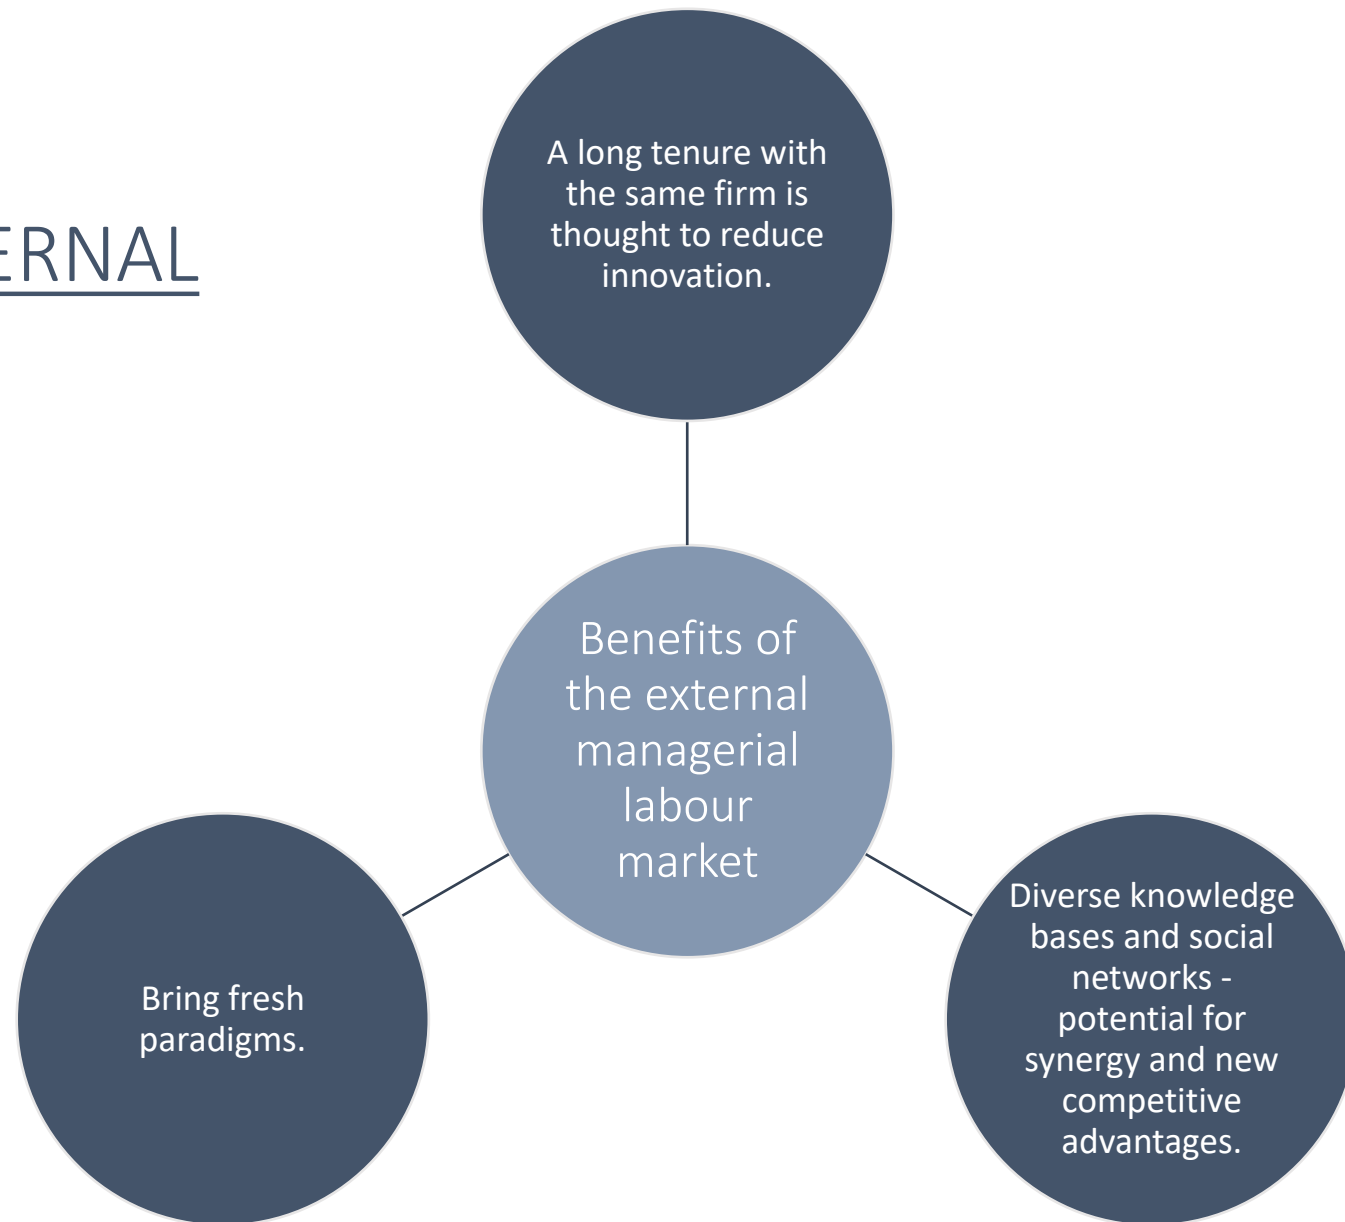 ERNAL
A long tenure with
the same firm is
thought to reduce
innovation.
Benefits of
the external
managerial
labour
market
Diverse knowledge
bases and social
networks -
potential for
synergy and new
competitive
advantages.
Bring fresh
paradigms.